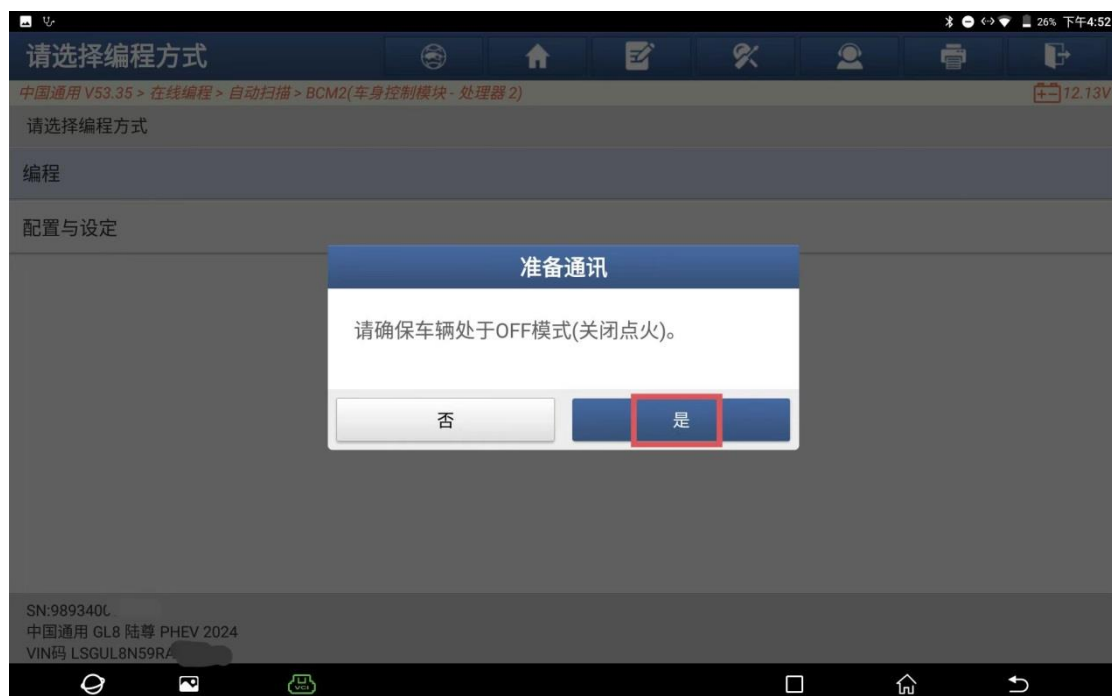 26% 下午4:52
请选择编程方式
中国通用 V53.35 > 在线编程 > 自动扫描 > BCM2(车身控制模块 - 处理器 2)
12.13V
请选择编程方式
编程
配置与设定
准备通讯
请确保车辆处于OFF模式(关闭点火)。
否
是
SN:989340
中国通用 GL8 陆尊 PHEV 2024
VIN码 LSGUL8N59RA
VCI